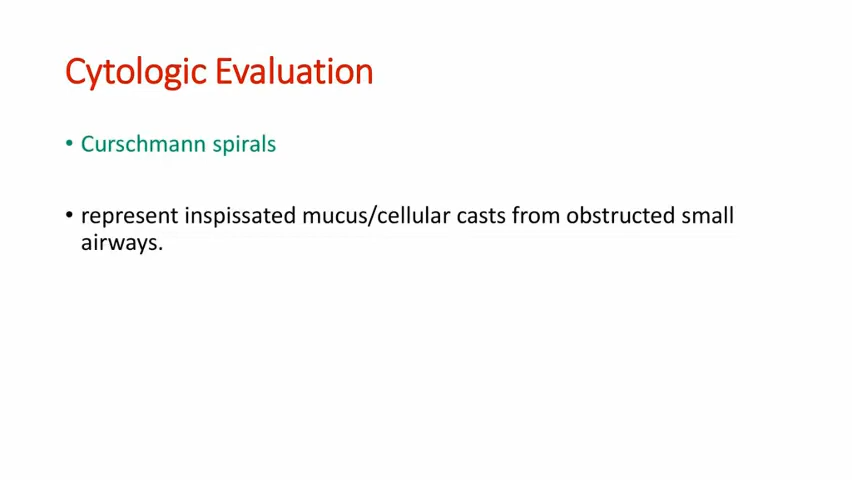 Cytologic Evaluation
• Curschmann spirals
• represent inspissated mucus/cellular casts from obstructed small
airways.